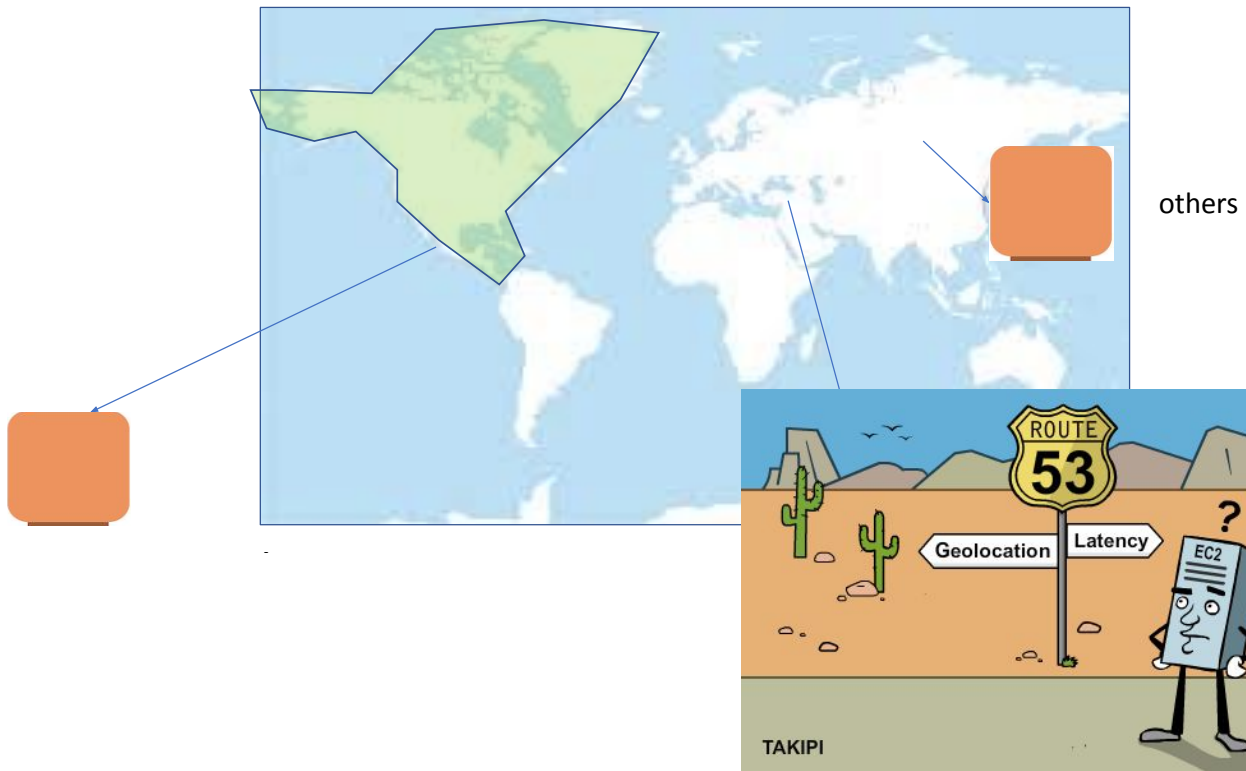 others
ROUTE
53
Geolocation
Latency
?
EC2
TAKIPI